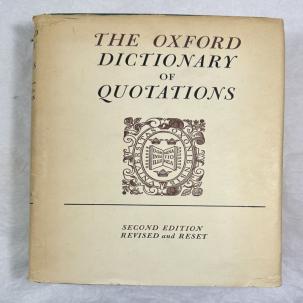 THE OXFORD
DICTIONARY
OF
QUOTATIONS
SECOND EDITION
REVISED and RESET